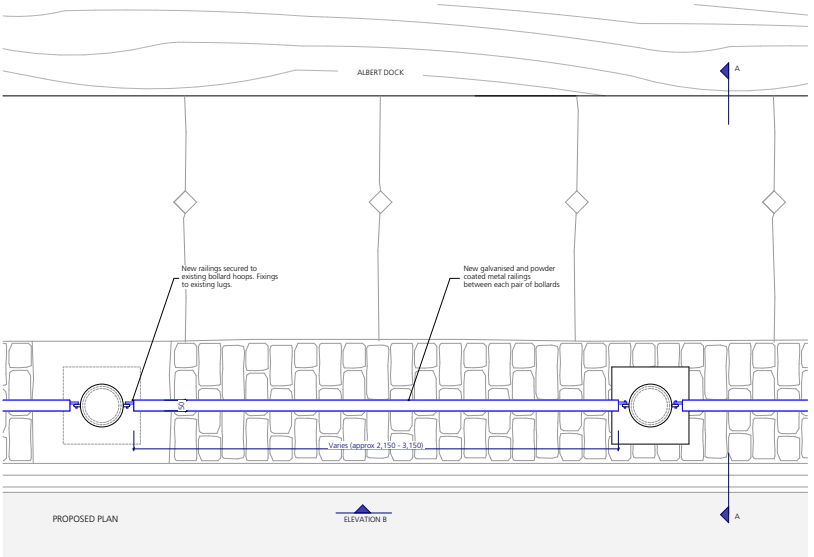 ALBERT DOCK
A
New railings secured to
existing bollard hoops. Fixings
to existing lugs.
New galvanised and powder
coated metal railings
between each pair of bollards
50
Varies (approx 2,150 - 3,150)
PROPOSED PLAN
ELEVATION B
A